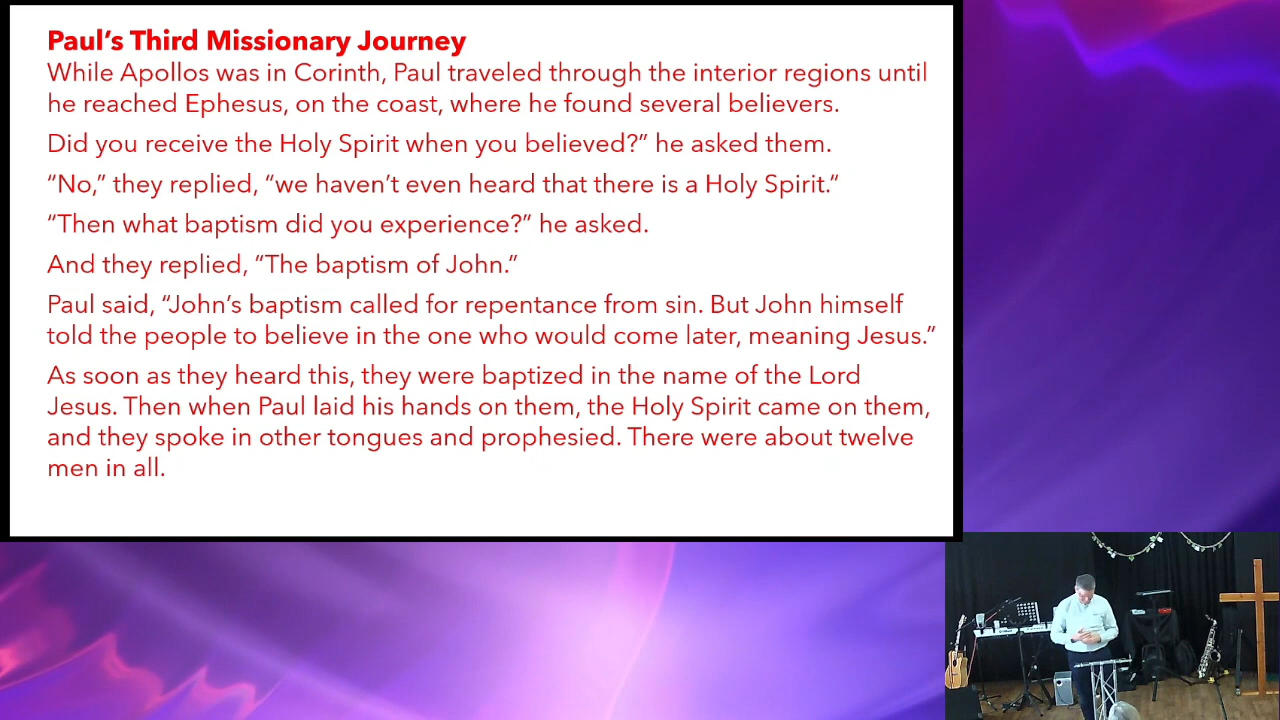 Paul’s Third Missionary Journey
While Apollos was in Corinth, Paul traveled through the interior regions until
he reached Ephesus, on the coast, where he found several believers.
Did you receive the Holy Spirit when you believed?” he asked them.
“No,” they replied, “we haven’t even heard that there is a Holy Spirit.“
“Then what baptism did you experience?” he asked.
And they replied, “The baptism of John.”
Paul said, “John’s baptism called for repentance from sin. But John himself
told the people to believe in the one who would come later, meaning Jesus.”
As soon as they heard this, they were baptized in the name of the Lord
Jesus. Then when Paul laid his hands on them, the Holy Spirit came on them,
and they spoke in other tongues and prophesied. There were about twelve
men in all.